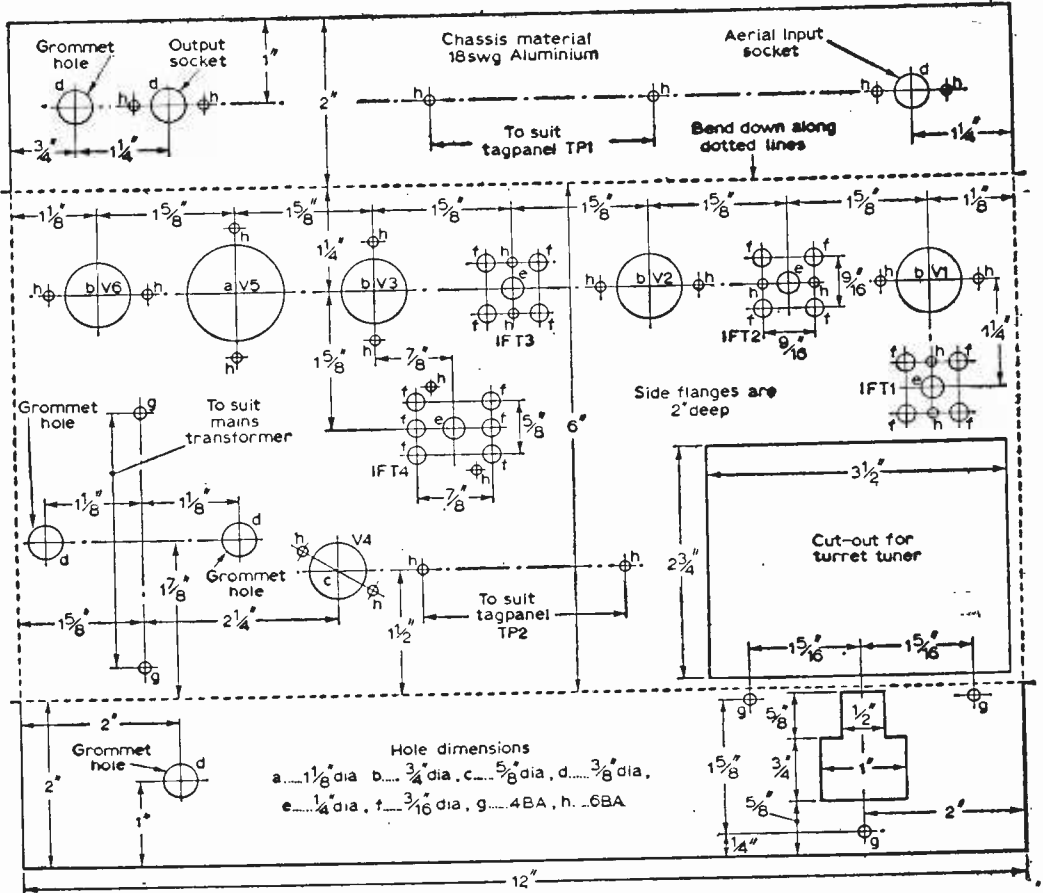 Grommet
hole
Output
socket
Chassis material
18swg Aluminium
Aerial Input
socket
d
h
d
h
h
h
h
d
h
1"
2"
To suit
tagpanel TP1
Bend down along
dotted lines
3/4"
1 1/4"
1 1/4"
1 1/8"
1 5/8"
1 5/8"
1 5/8"
1 5/8"
1 5/8"
1 5/8"
1 1/8"
h
h
1 1/4"
f
h
f
f
f
h
b V6
h
a V5
b V3
e
h
b V2
h
h
e
h
9/16"
h
b V1
h
f
h
f
f
h
f
h
h
IFT3
IFT2
9/16"
1 1/4"
1 5/8"
7/8"
f
h
f
IFT1
e
f
h
f
Side flanges are
2" deep
6"
Grommet
hole
g
To suit
mains
transformer
h
f
f
f
e
f
5/8"
f
f
h
IFT4
7/8"
3 1/2"
1 1/8"
1 1/8"
d
d
Grommet
hole
V4
h
c
h
h
h
Cut-out for
turret tuner
2 3/4"
1 7/8"
1 5/8"
2 1/4"
1 1/2"
To suit
tagpanel
TP2
g
1 5/16"
1 5/16"
g
g
2"
Grommet
hole
d
5/8"
1/2"
2"
1"
Hole dimensions
a.....1 1/8" dia b.... 3/4" dia, c.... 5/8" dia, d.... 3/8" dia,
e.... 1/4" dia, f.... 3/16" dia, g....4BA, h...6BA
1 5/8"
3/4"
1"
5/8"
2"
1/4"
g
12"